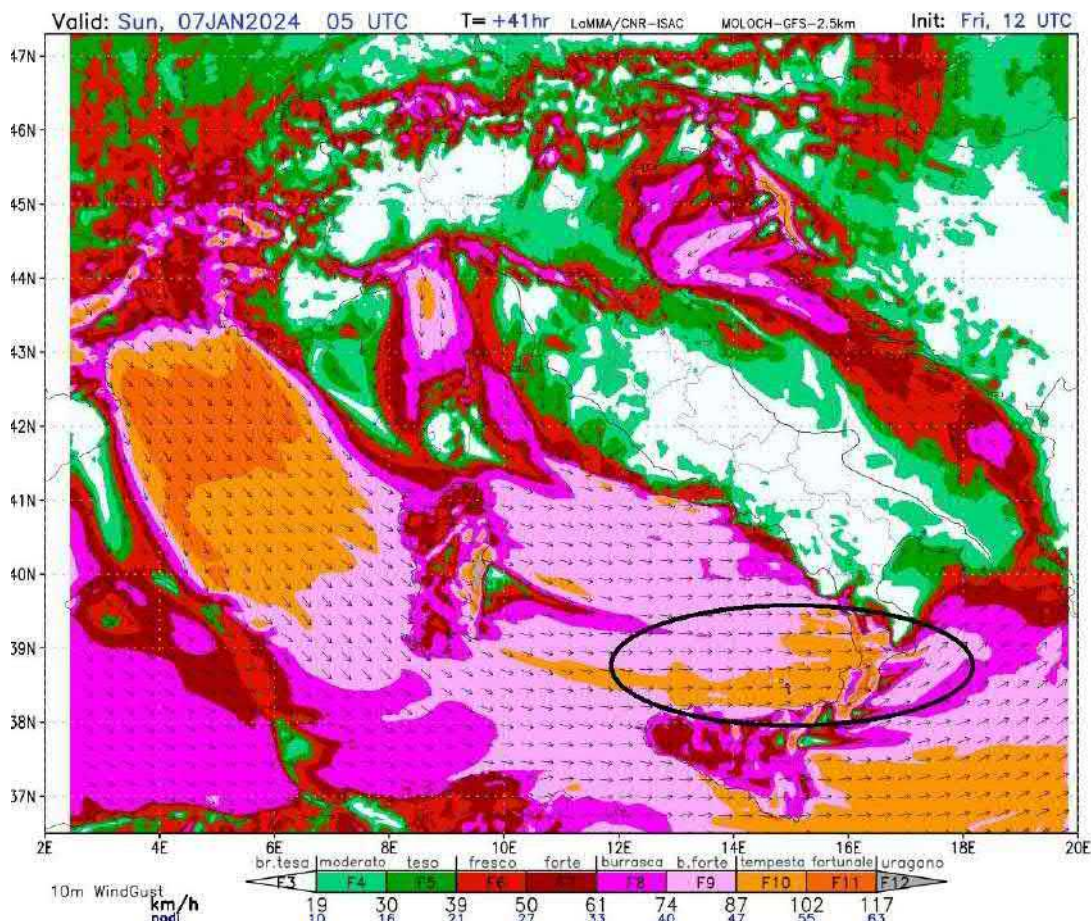 Valid: Sun, 07JAN2024 05 UTC T= +41hr LaMMA/CNR-ISAC MOLOCH-GFS-2.5km Init: Fri, 12 UTC
47N
46N
45N
44N
43N
42N
41N
40N
39N
38N
37N
2E 4E 6E 8E 10E 12E 14E 16E 18E 20E
br.tesa moderato teso fresco forte burrasca b.forte tempesta fortunale uragano
F3 F4 F5 F6 F7 F8 F9 F10 F11 F12
10m WindGust
km/h 19 30 39 50 61 74 87 102 117
nodi 10 16 21 27 33 40 47 55 63